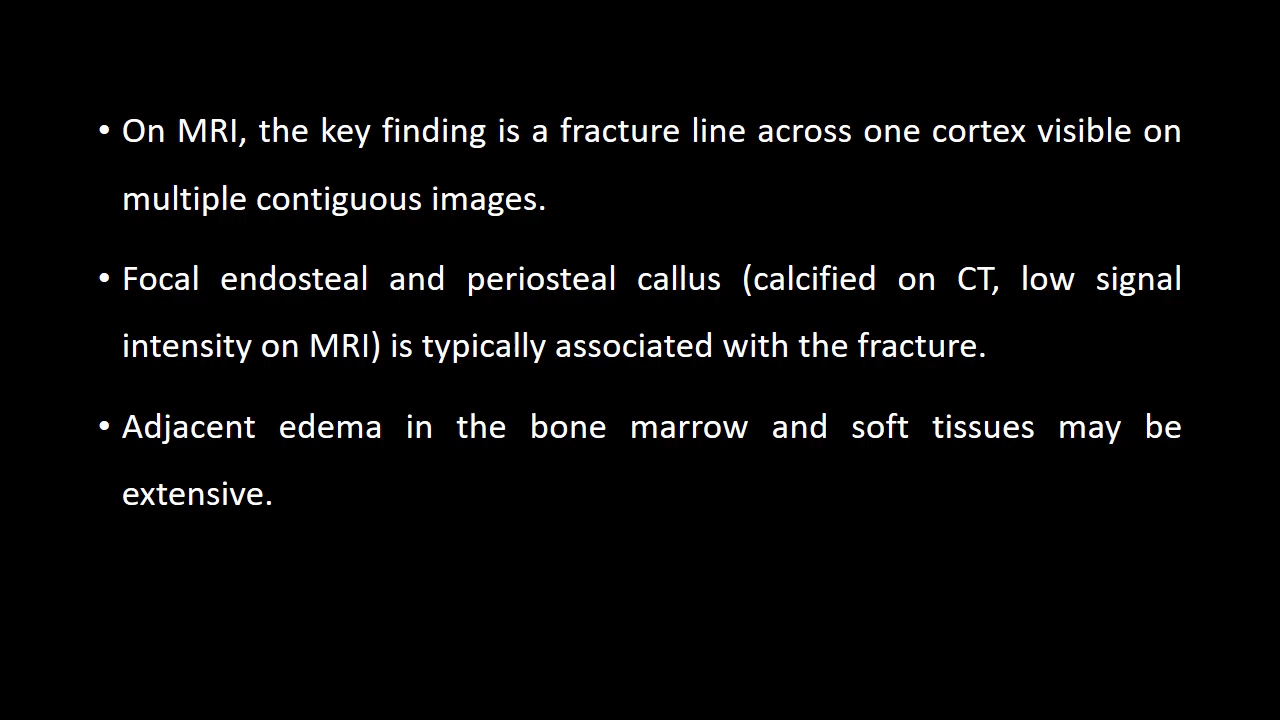 • On MRI, the key finding is a fracture line across one cortex visible on
multiple contiguous images.
• Focal endosteal and periosteal callus (calcified on CT, low signal
intensity on MRI) is typically associated with the fracture.
• Adjacent edema in the bone marrow and soft tissues may be
extensive.